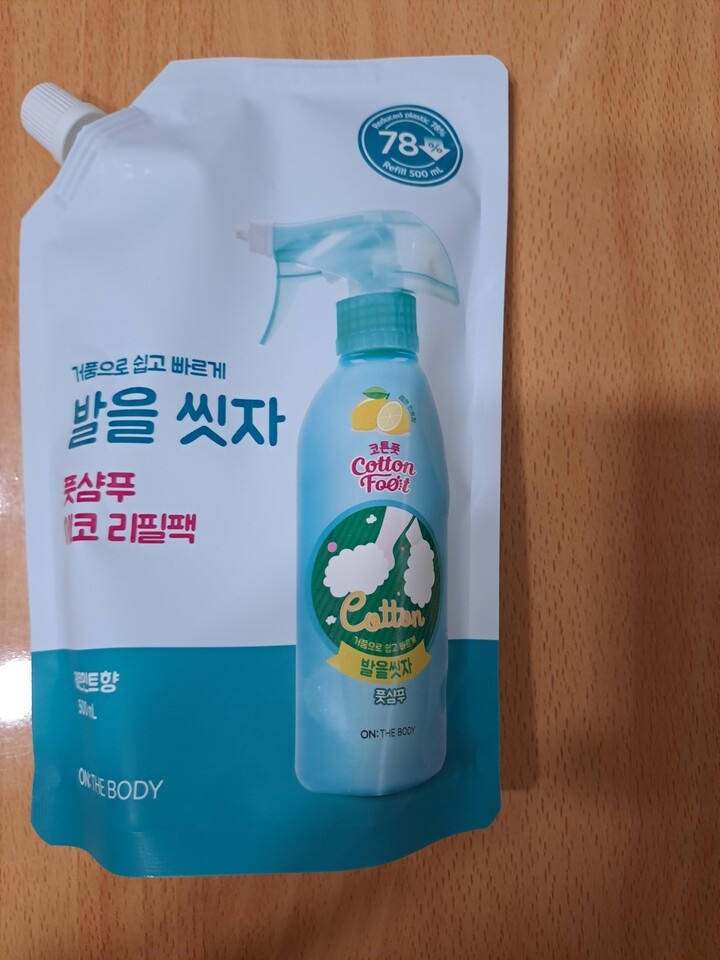 Reduced plastic 78%
78%
Refill 500 mL
거품으로 쉽고 빠르게
발을 씻자
풋샴푸
에코 리필팩
레몬민트향
500mL
ON:THE BODY
코튼풋
Cotton
Foot
Cotton
거품으로 쉽고 빠르게
발을씻자
풋샴푸
ON:THE BODY